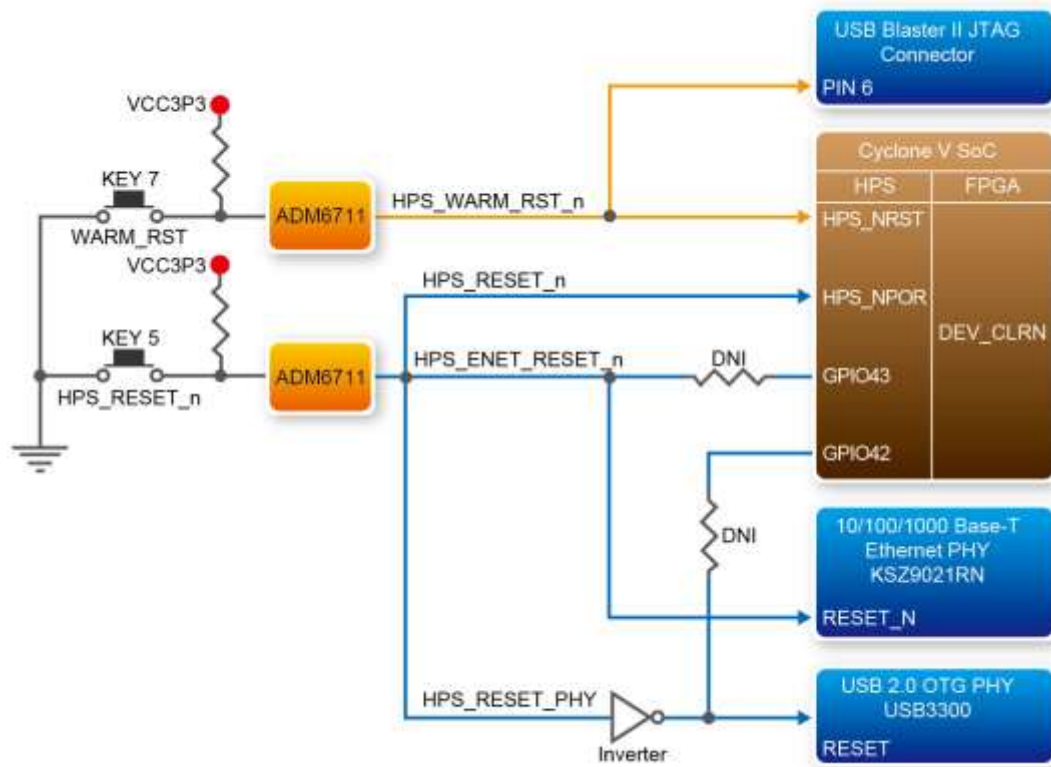 USB Blaster II JTAG
Connector
PIN 6
VCC3P3
KEY 7
WARM_RST
ADM6711
HPS_WARM_RST_n
Cyclone V SoC
HPS
FPGA
HPS_NRST
HPS_NPOR
DEV_CLRN
GPIO43
GPIO42
VCC3P3
KEY 5
HPS_RESET_n
ADM6711
HPS_RESET_n
HPS_ENET_RESET_n
DNI
DNI
10/100/1000 Base-T
Ethernet PHY
KSZ9021RN
RESET_N
HPS_RESET_PHY
Inverter
USB 2.0 OTG PHY
USB3300
RESET